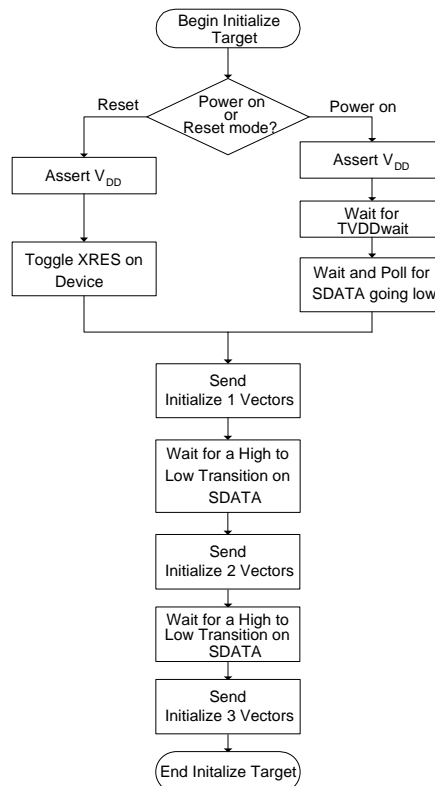 Begin Initialize
Target
Power on
or
Reset mode?
Reset
Power on
Assert VDD
Toggle XRES on
Device
Assert VDD
Wait for
TVDDwait
Wait and Poll for
SDATA going low
Send
Initialize 1 Vectors
Wait for a High to
Low Transition on
SDATA
Send
Initialize 2 Vectors
Wait for a High to
Low Transition on
SDATA
Send
Initialize 3 Vectors
End Initalize Target